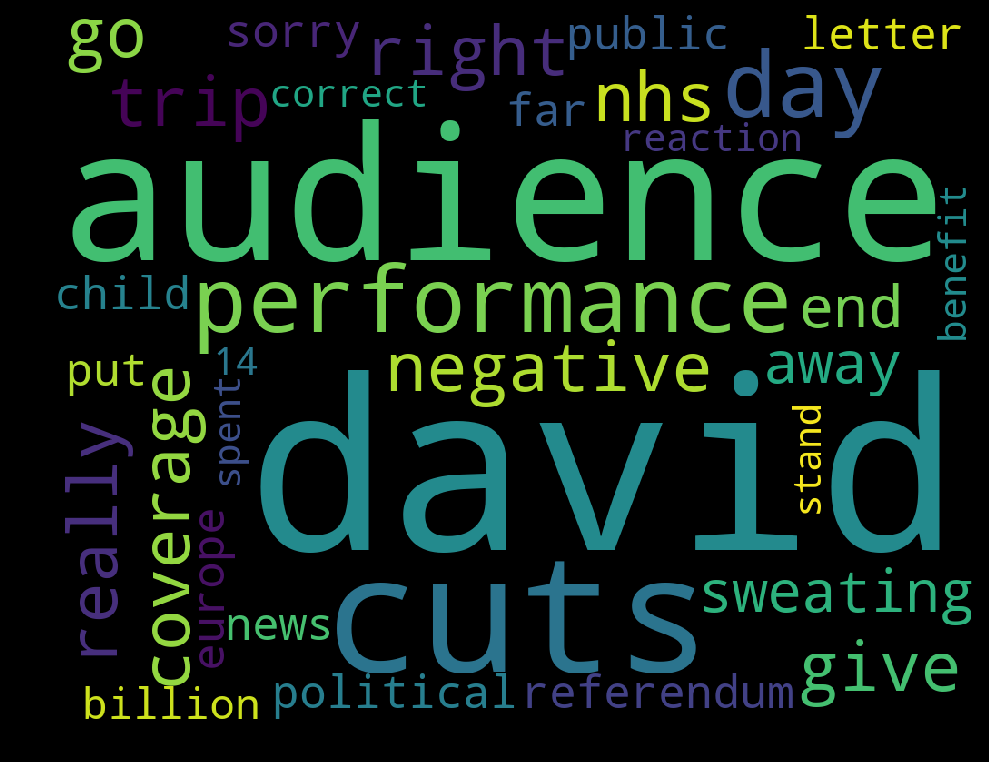 go
sorry
right
public
letter
trip
correct
far
nhs
day
reaction
audience
benefit
child
performance
end
put
14
negative
away
really
coverage
spent
david
stand
europe
news
cuts
sweating
billion
political
referendum
give